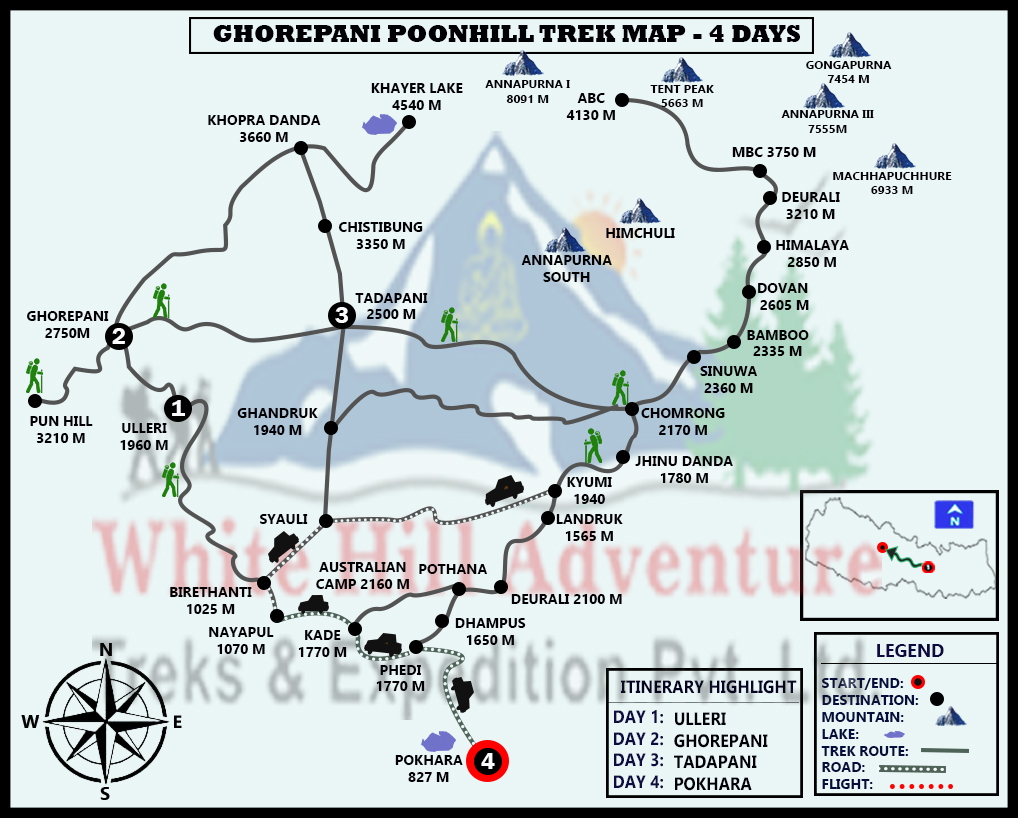 GHOREPANI POONHILL TREK MAP - 4 DAYS
GONGAPURNA
7454 M
ANNAPURNA I
8091 M
TENT PEAK
5663 M
KHAYER LAKE
4540 M
ABC
4130 M
ANNAPURNA III
7555M
KHOPRA DANDA
3660 M
MBC 3750 M
MACHHAPUCHHURE
6933 M
DEURALI
3210 M
CHISTIBUNG
3350 M
HIMCHULI
HIMALAYA
2850 M
ANNAPURNA
SOUTH
DOVAN
2605 M
TADAPANI
2500 M
3
GHOREPANI
2750M
2
BAMBOO
2335 M
SINUWA
2360 M
PUN HILL
3210 M
1
ULLERI
1960 M
GHANDRUK
1940 M
CHOMRONG
2170 M
JHINU DANDA
1780 M
KYUMI
1940
SYAULI
LANDRUK
1565 M
N
White Hill Adventure
AUSTRALIAN
CAMP 2160 M
POTHANA
BIRETHANTI
1025 M
DEURALI 2100 M
NAYAPUL
1070 M
KADE
1770 M
DHAMPUS
1650 M
Treks & Expedition Pvt. Ltd.
PHEDI
1770 M
N
W
E
S
POKHARA
827 M
4
ITINERARY HIGHLIGHT
DAY 1: ULLERI
DAY 2: GHOREPANI
DAY 3: TADAPANI
DAY 4: POKHARA
LEGEND
START/END:
DESTINATION:
MOUNTAIN:
LAKE:
TREK ROUTE:
ROAD:
FLIGHT: